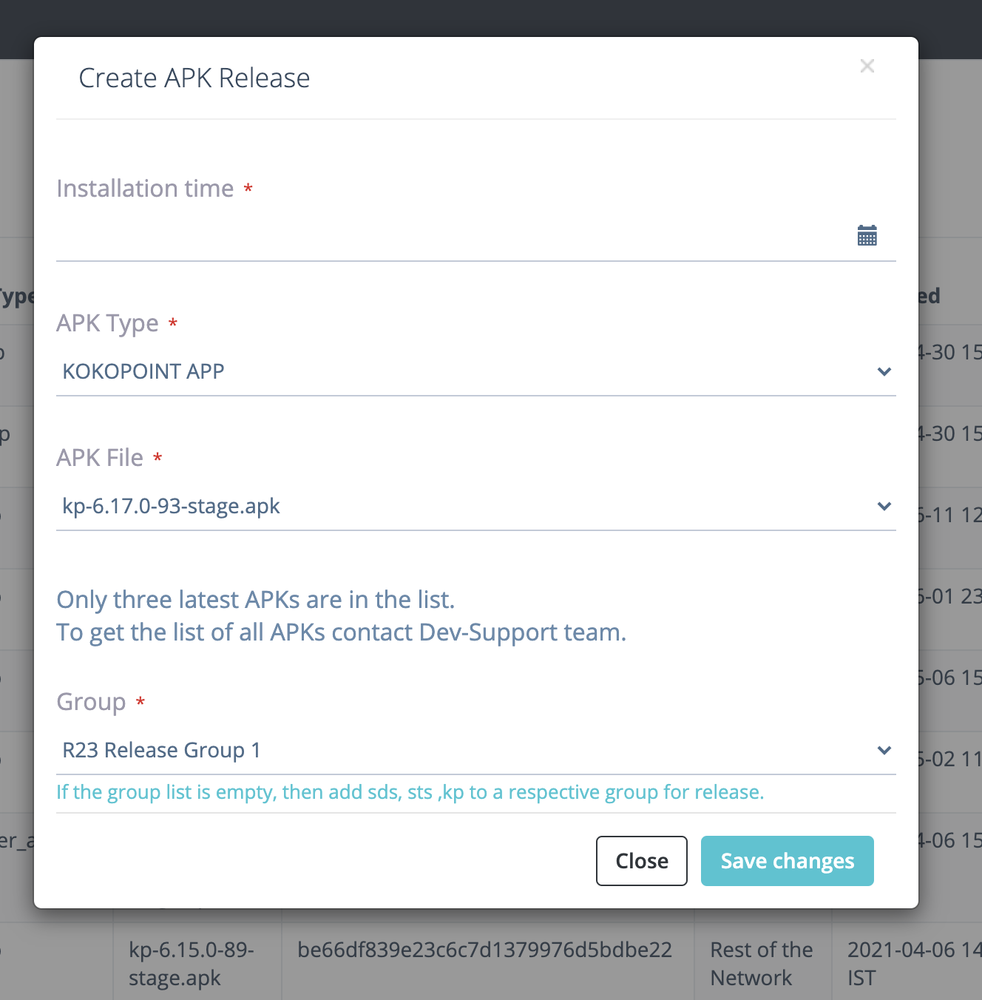 Create APK Release
×
Installation time *
APK Type *
KOKOPOINT APP
APK File *
kp-6.17.0-93-stage.apk
Only three latest APKs are in the list.
To get the list of all APKs contact Dev-Support team.
Group *
R23 Release Group 1
If the group list is empty, then add sds, sts ,kp to a respective group for release.
Close
Save changes
ed
4-30 15
4-30 15
-11 12
-01 23
-06 15
-02 11
er_a
4-06 15
kp-6.15.0-89-
stage.apk
be66df839e23c6c7d1379976d5bdbe22
Rest of the
Network
2021-04-06 14
IST